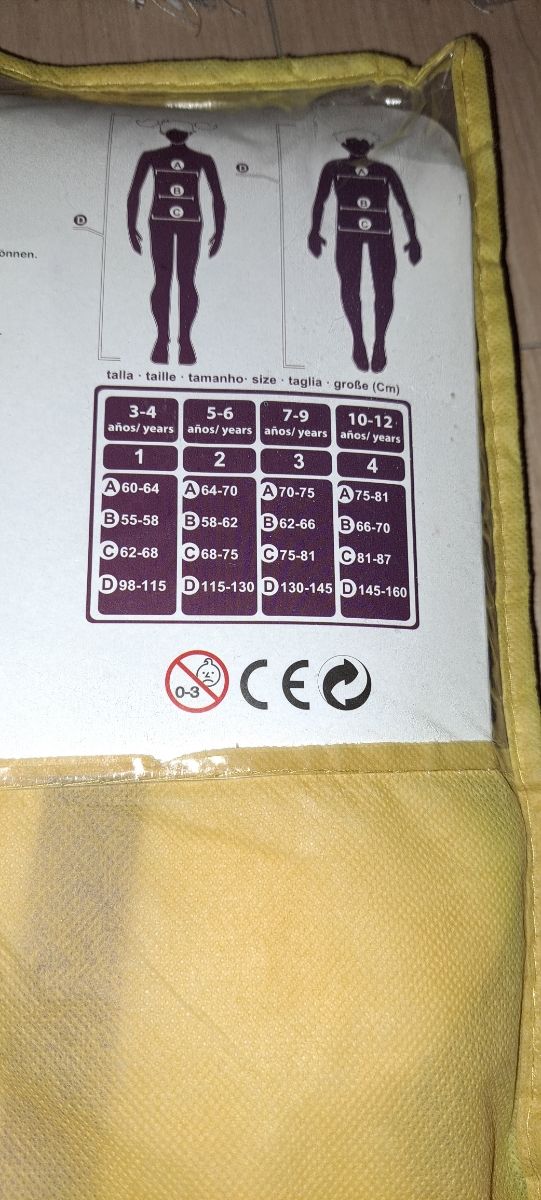 A
D
A
B
B
D
C
C
önnen.
talla · taille · tamanho· size · taglia · große (Cm)
3-4 5-6 7-9 10-12
años/ years años/ years años/ years años/ years
1 2 3 4
A 60-64 A 64-70 A 70-75 A 75-81
B 55-58 B 58-62 B 62-66 B 66-70
C 62-68 C 68-75 C 75-81 C 81-87
D 98-115 D 115-130 D 130-145 D 145-160
0-3 CE